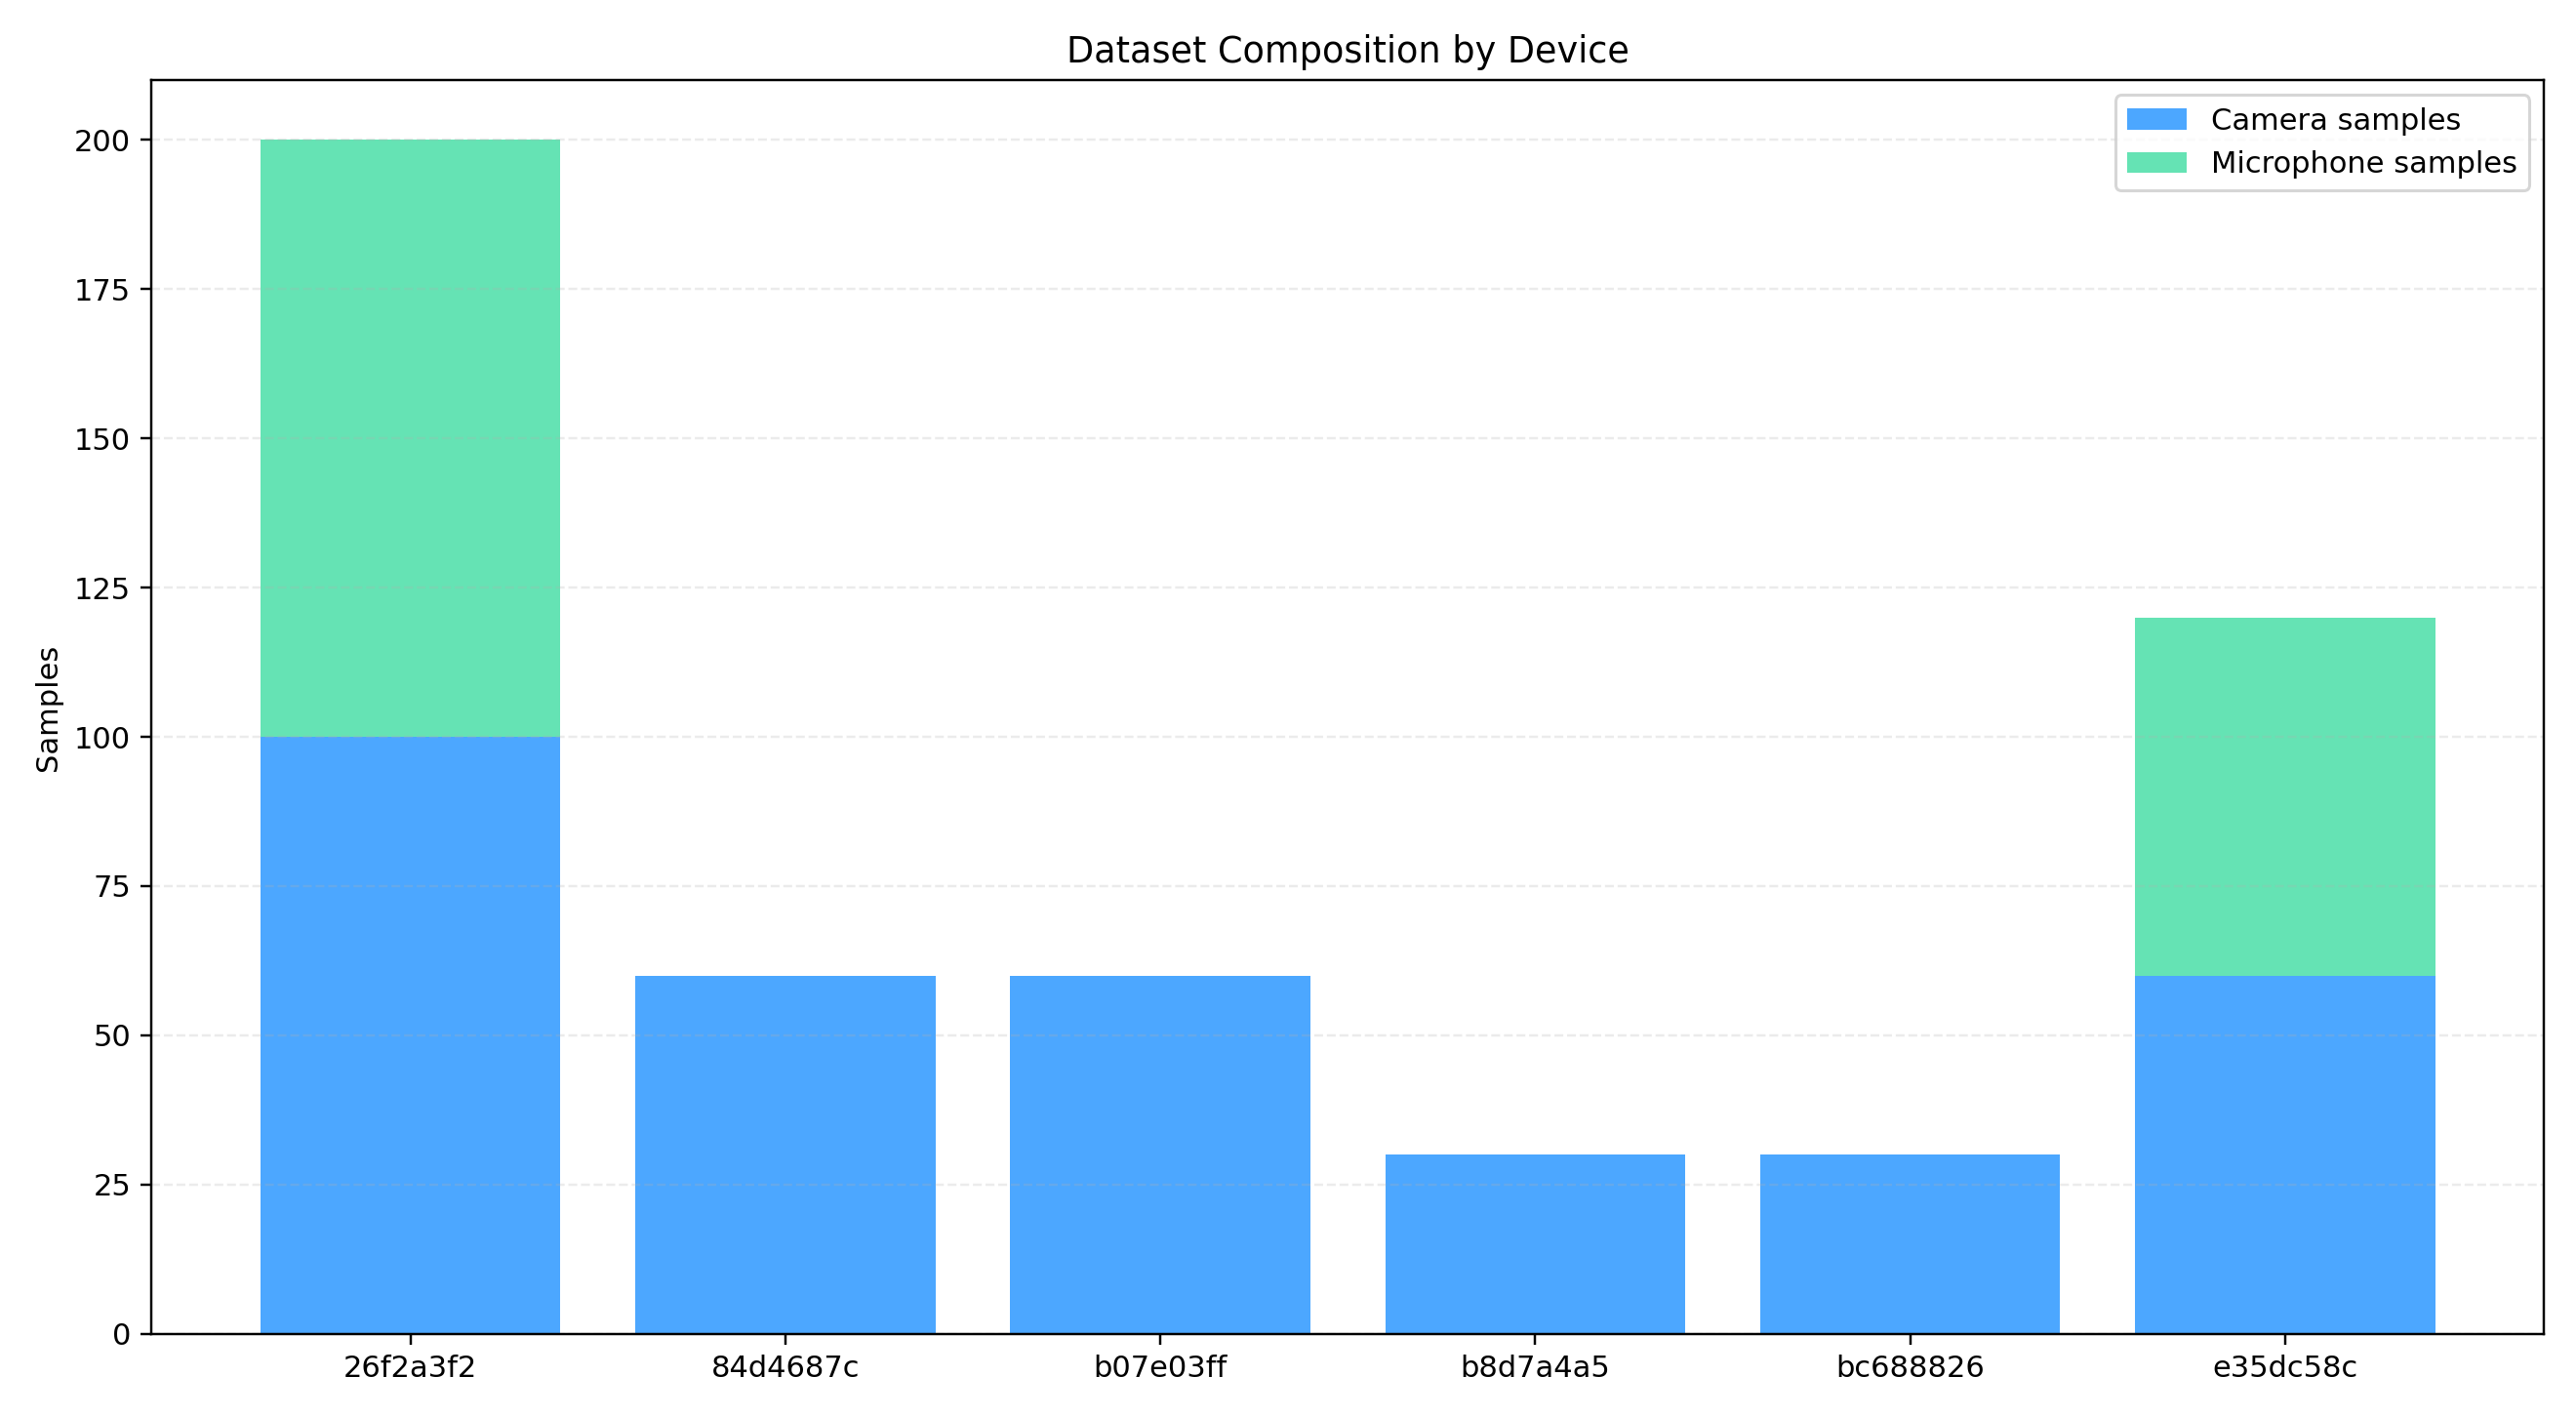 Dataset Composition by Device
Camera samples
Microphone samples
200
175
150
125
100
75
50
25
0
Samples
26f2a3f2
84d4687c
b07e03ff
b8d7a4a5
bc688826
e35dc58c